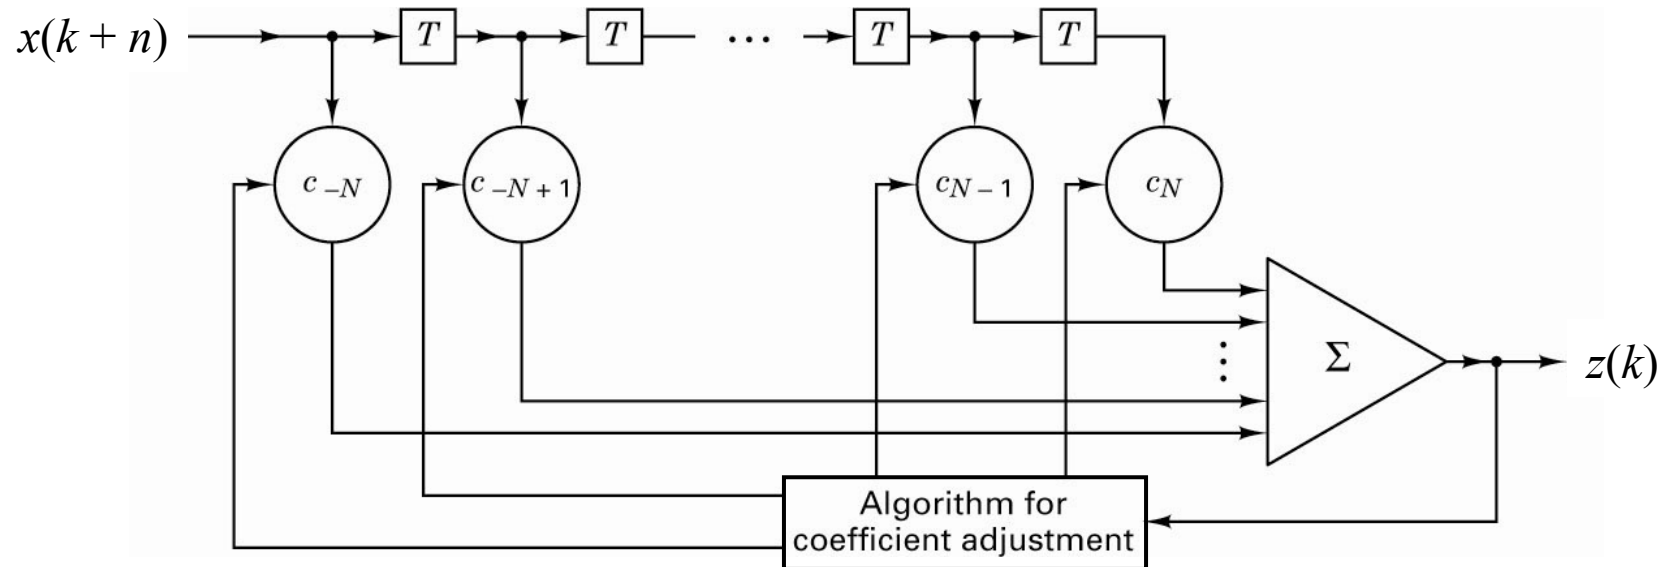 x(k + n)
T
T
...
T
T
c −N
c −N + 1
cN − 1
cN
Σ
z(k)
Algorithm for
coefficient adjustment